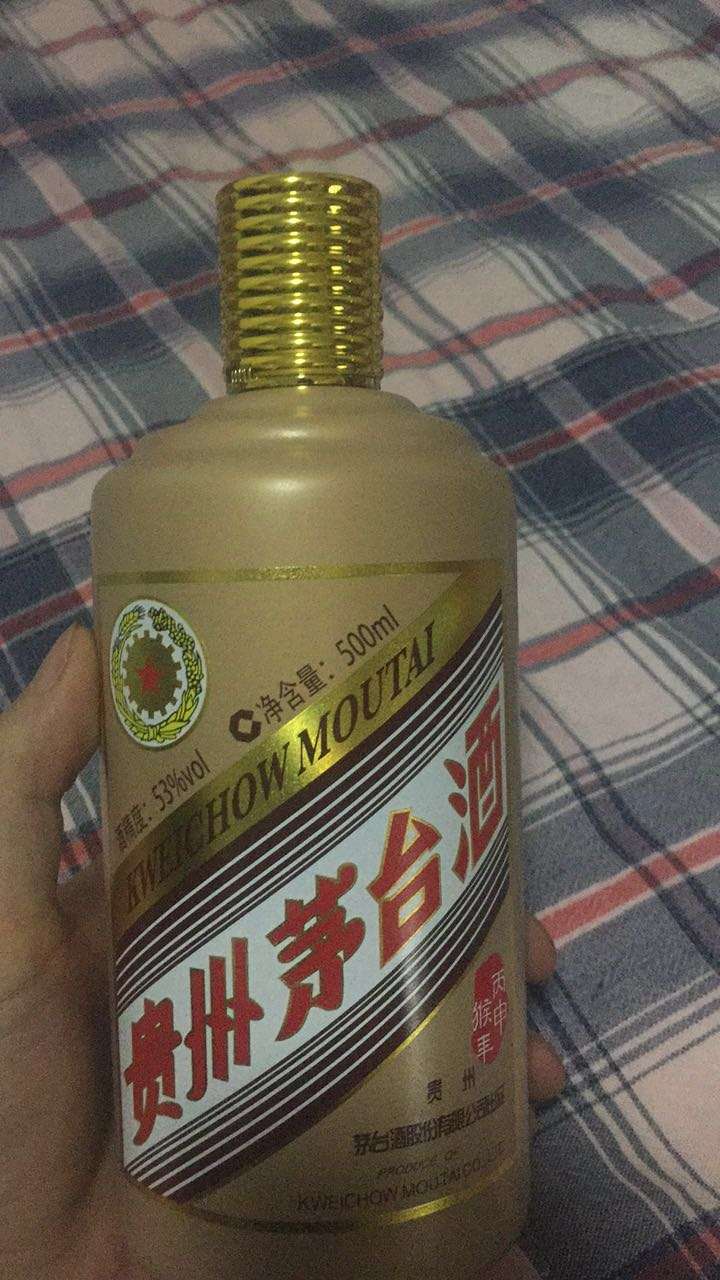 酒精度：53%vol
净含量：500ml
KWEICHOW MOUTAI
贵州茅台酒
丙申
猴年
贵州
茅台酒股份有限公司出品
PRODUCE OF
KWEICHOW MOUTAI CO., LTD